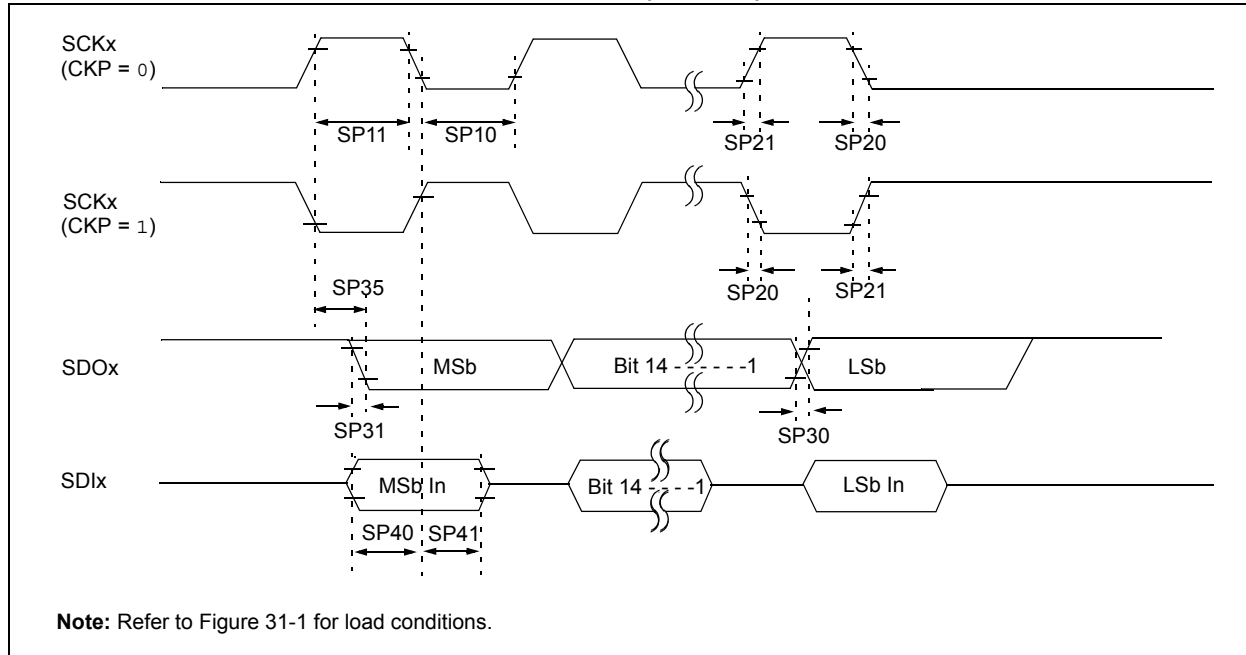 SCKx
(CKP = 0)
SP11
SP10
SP21
SP20
SCKx
(CKP = 1)
SP35
SP20
SP21
SDOx
MSb
Bit 14 - - - - - -1
LSb
SP31
SP30
SDIx
MSb In
Bit 14 - - - -1
LSb In
SP40
SP41
Note: Refer to Figure 31-1 for load conditions.